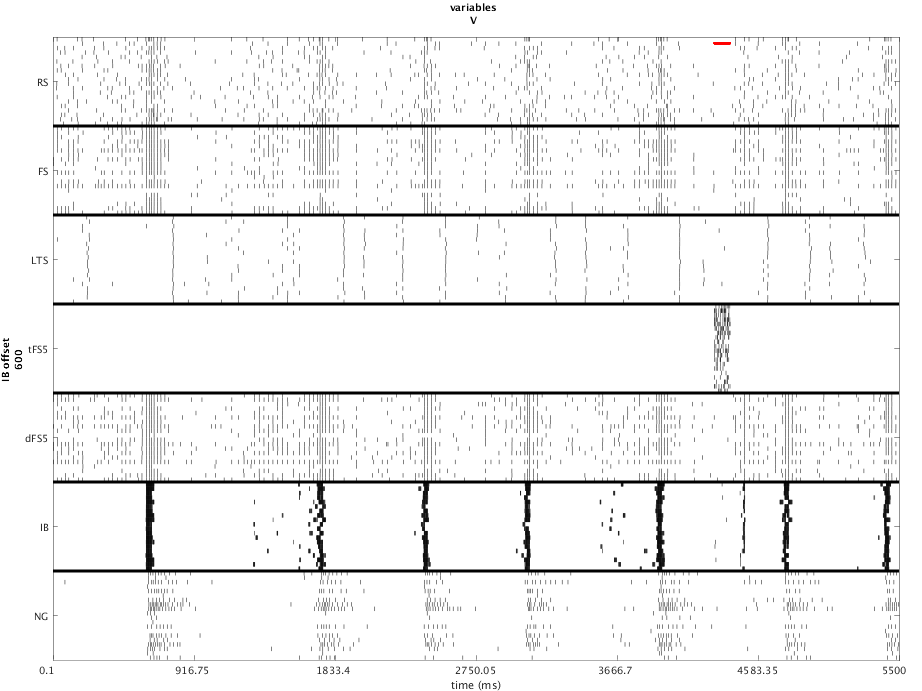 variables
V
RS
FS
LTS
tFS5
dFS5
IB
NG
IB offset
600
0.1 916.75 1833.4 2750.05 3666.7 4583.35 5500
time (ms)